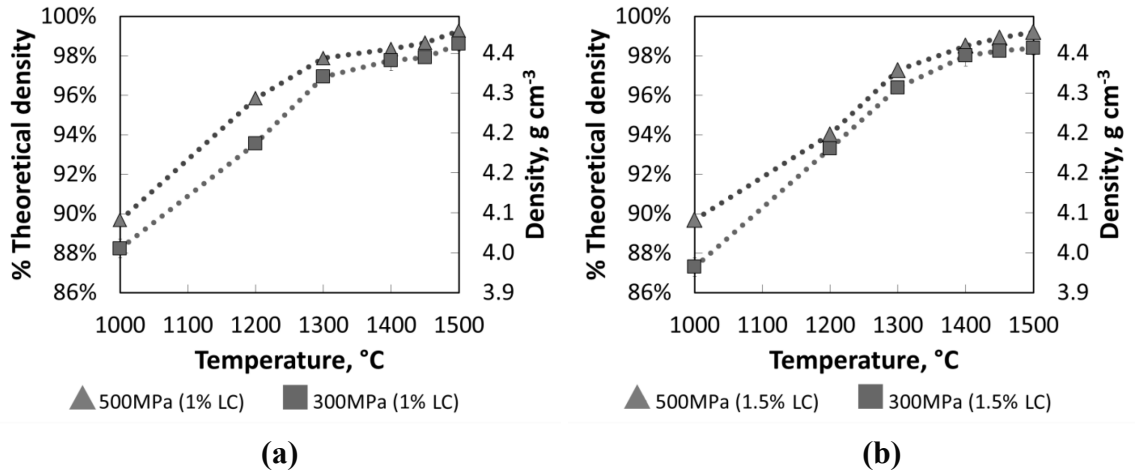 % Theoretical density
100%
98%
96%
94%
92%
90%
88%
86%
4.4
4.3
4.2
4.2
4.1
4.0
3.9
Density, g cm-3
1000 1100 1200 1300 1400 1500
Temperature, °C
500MPa (1% LC) 300MPa (1% LC)
(a)
% Theoretical density
100%
98%
96%
94%
92%
90%
88%
86%
4.4
4.3
4.2
4.2
4.1
4.0
3.9
Density, g cm-3
1000 1100 1200 1300 1400 1500
Temperature, °C
500MPa (1.5% LC) 300MPa (1.5% LC)
(b)